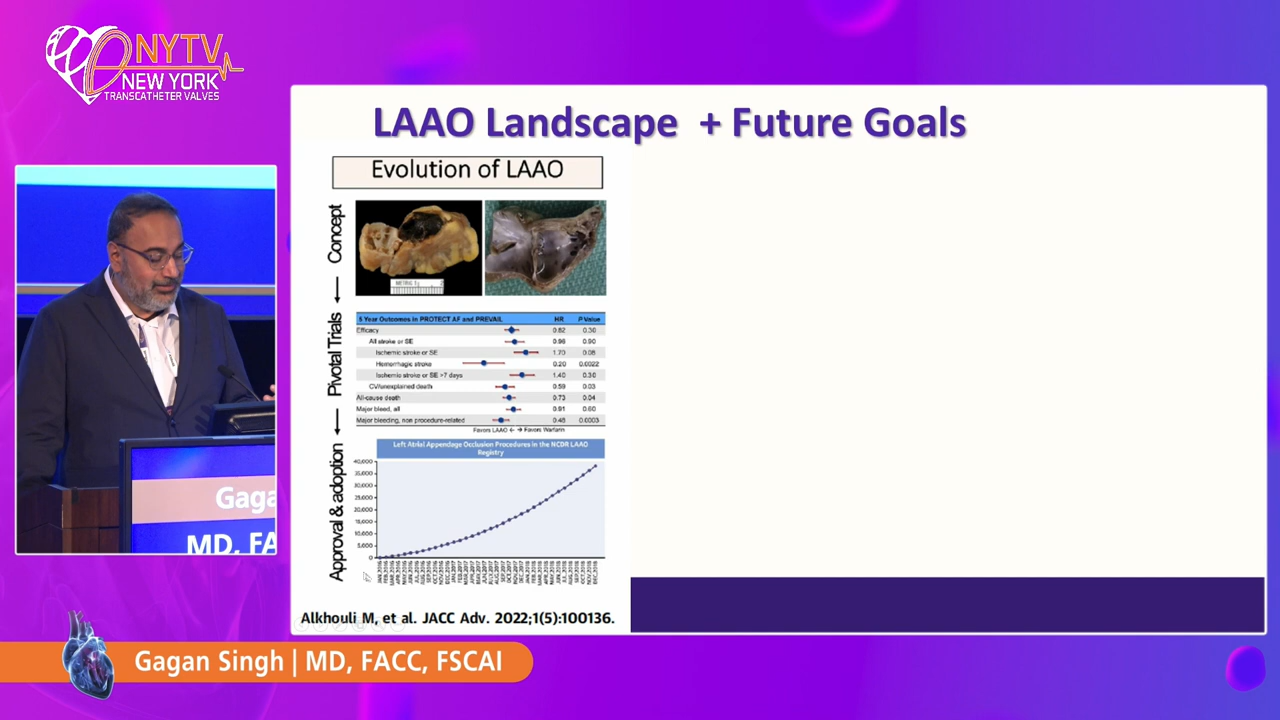 NYTV
NEW YORK
TRANSCATHETER VALVES
LAAO Landscape + Future Goals
Evolution of LAAO
Concept
METRIC 1
2
Pivotal Trials
5 Year Outcomes in PROTECT AF and PREVAIL HR P Value
Efficacy 0.82 0.30
All stroke or SE 0.96 0.90
Ischemic stroke or SE 1.70 0.08
Hemorrhagic stroke 0.20 0.0022
Ischemic stroke or SE >7 days 1.40 0.30
CV/unexplained death 0.59 0.03
All-cause death 0.73 0.04
Major bleed, all 0.91 0.60
Major bleeding, non procedure-related 0.48 0.0003
Favors LAAO ← → Favors Warfarin
Approval & adoption
Left Atrial Appendage Occlusion Procedures in the NCDR LAAO
Registry
40,000
35,000
30,000
25,000
20,000
15,000
10,000
5,000
0
Alkhouli M, et al. JACC Adv. 2022;1(5):100136.
Gaga
MD, FA
Gagan Singh | MD, FACC, FSCAI